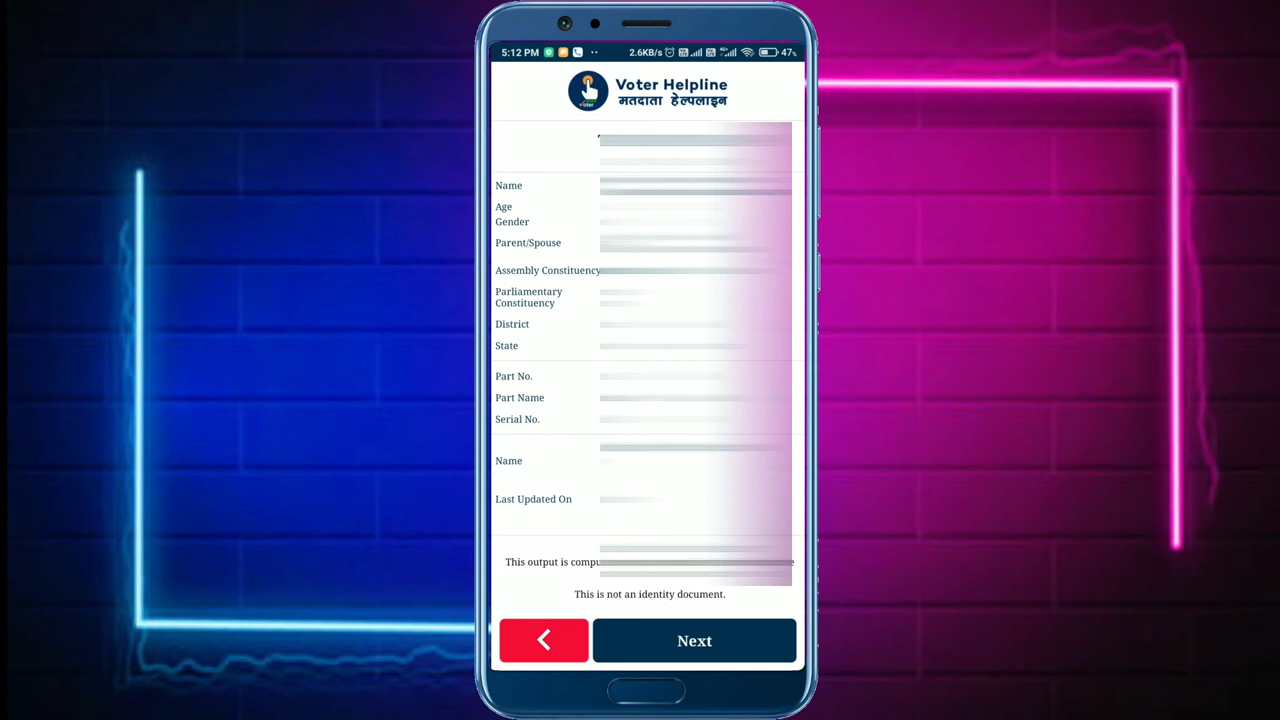 5:12 PM
2.6KB/s
4G+
47%
Voter
Voter Helpline
मतदाता हेल्पलाइन
Name
Age
Gender
Parent/Spouse
Assembly Constituency
Parliamentary
Constituency
District
State
Part No.
Part Name
Serial No.
Name
Last Updated On
This output is
This is not an identity document.
Next